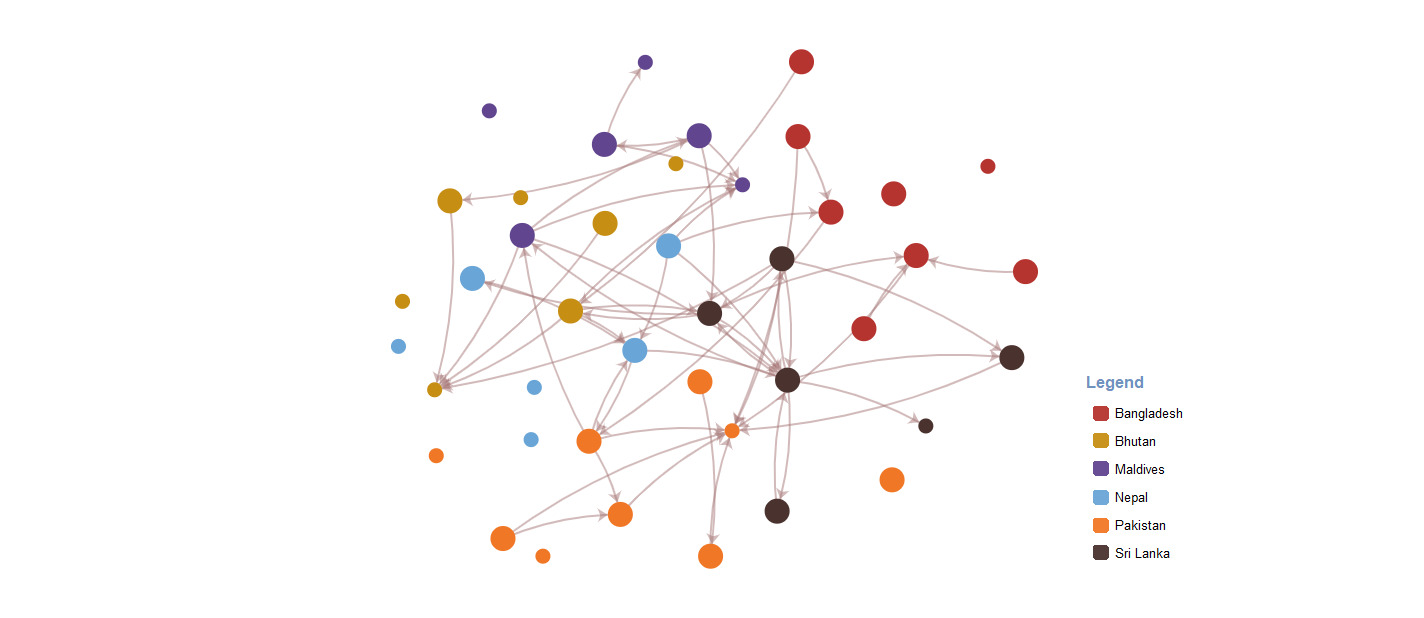 Legend
Bangladesh
Bhutan
Maldives
Nepal
Pakistan
Sri Lanka